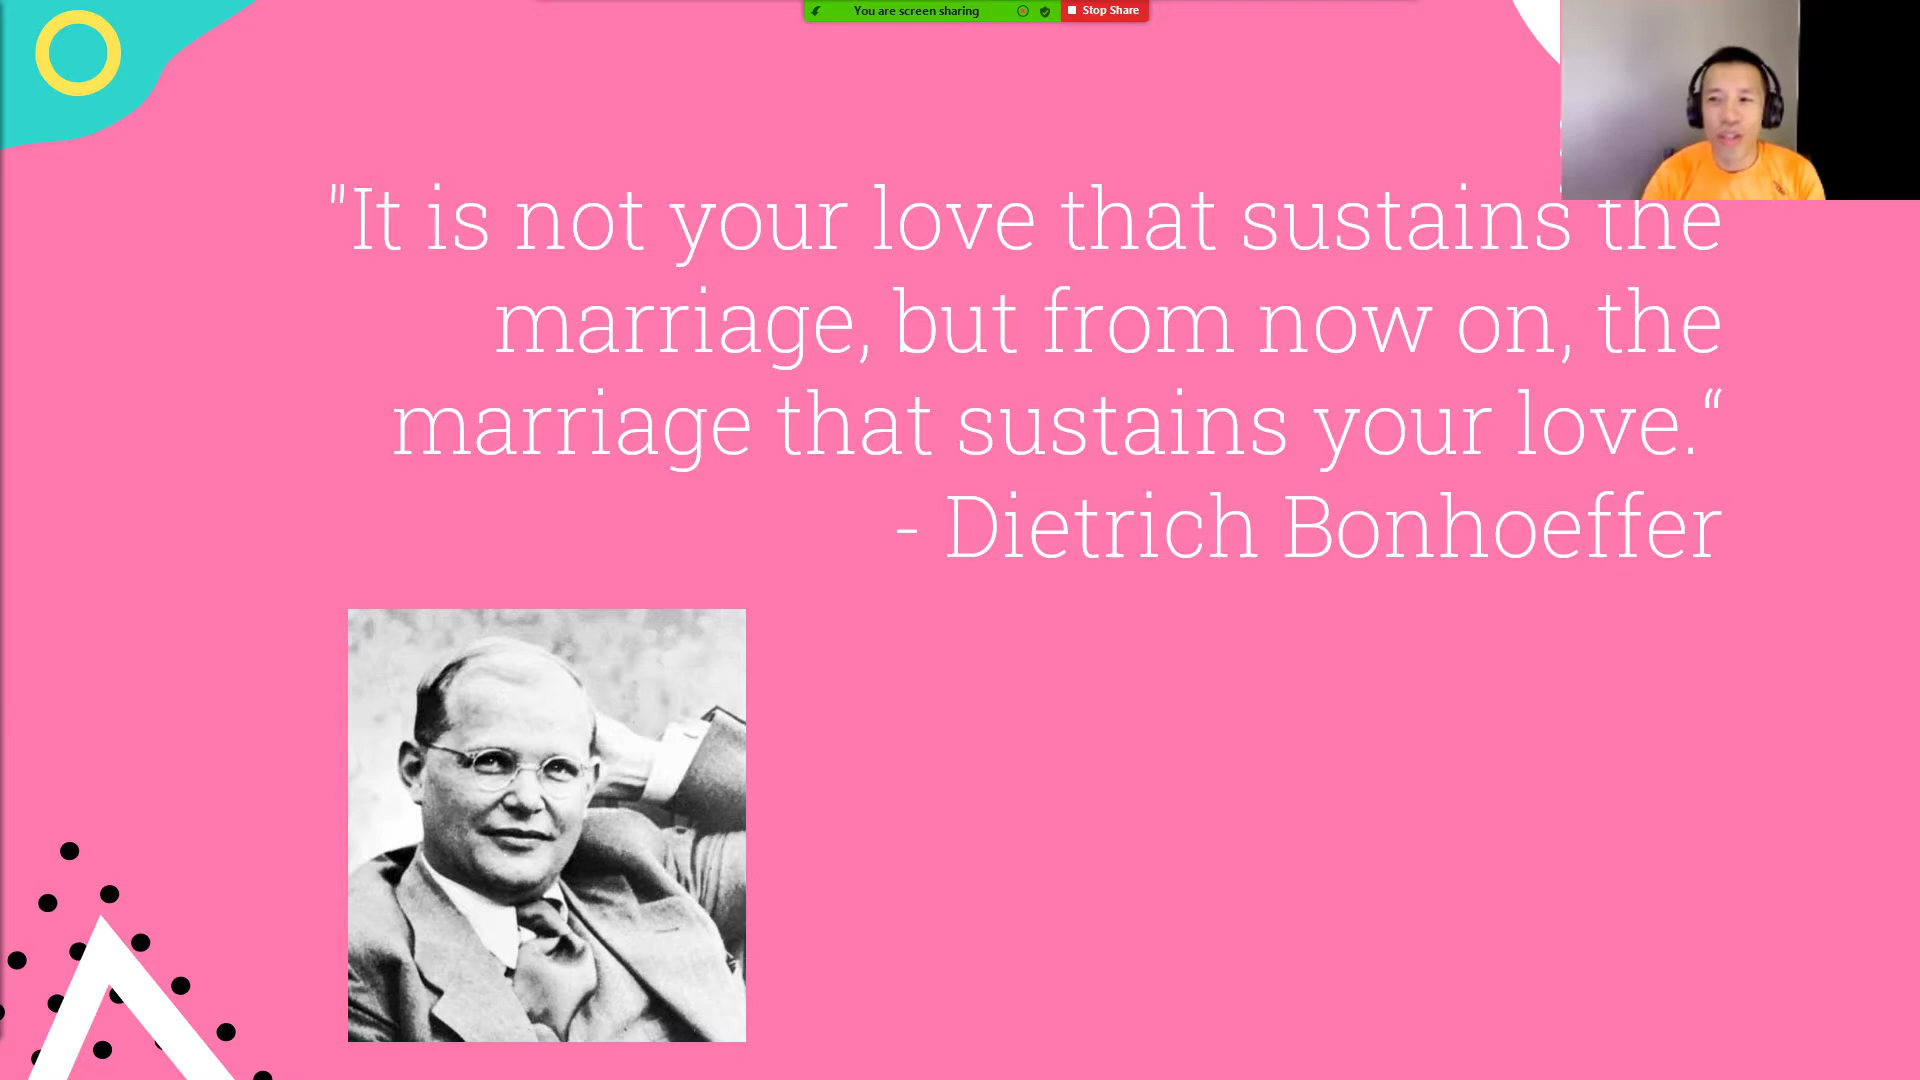 You are screen sharing
Stop Share
"It is not your love that sustains the
marriage, but from now on, the
marriage that sustains your love.“
- Dietrich Bonhoeffer